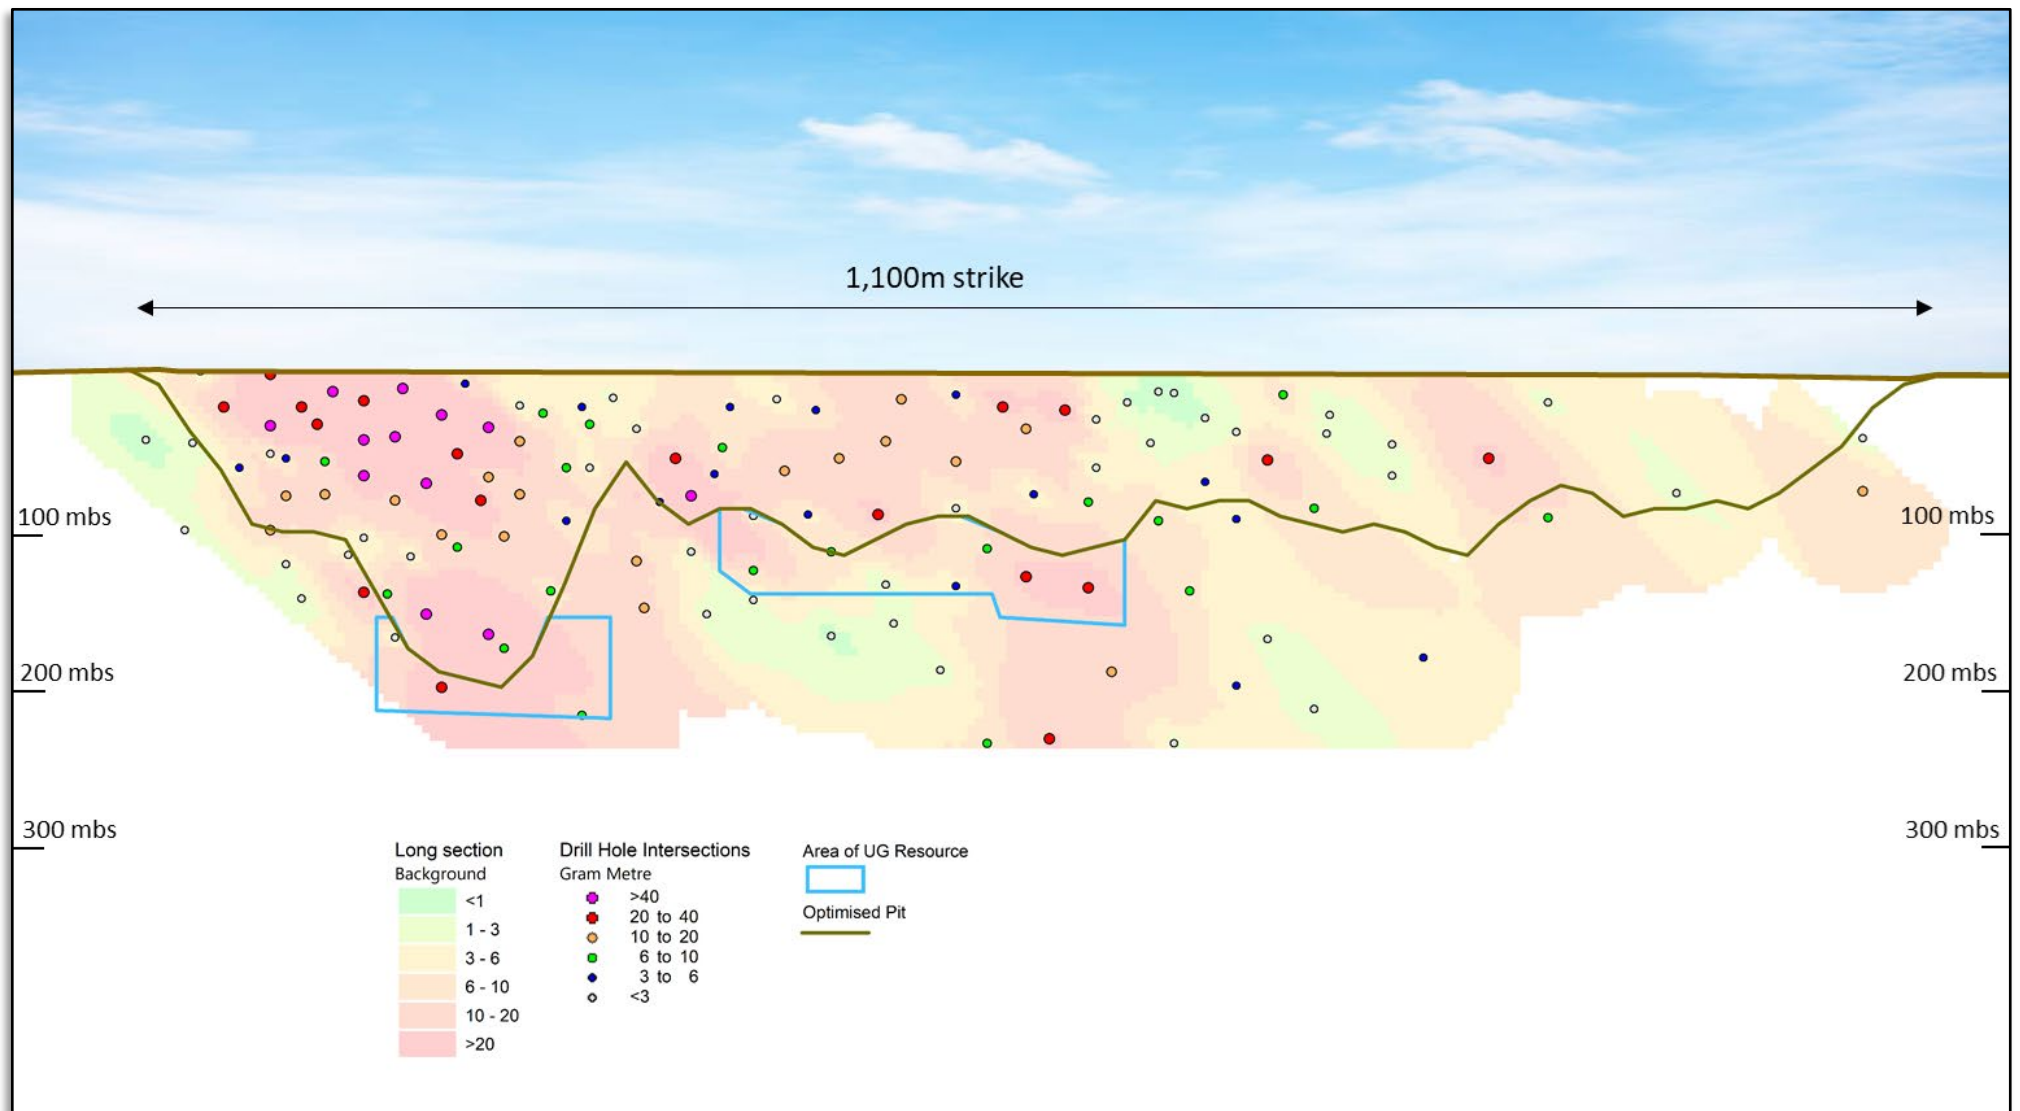 1,100m strike
100 mbs
100 mbs
200 mbs
200 mbs
300 mbs
300 mbs
Long section
Background
<1
1 - 3
3 - 6
6 - 10
10 - 20
>20
Drill Hole Intersections
Gram Metre
>40
20 to 40
10 to 20
6 to 10
3 to 6
<3
Area of UG Resource
Optimised Pit